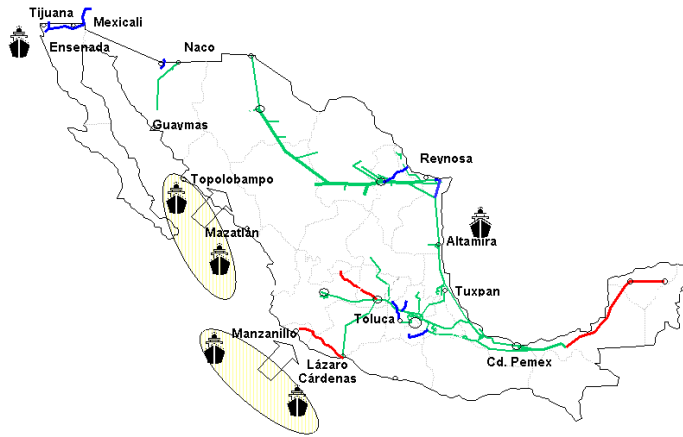 Tijuana
Mexicali
Ensenada
Naco
Guaymas
Reynosa
Topolobampo
Mazatlán
Altamira
Tuxpan
Toluca
Manzanillo
Lázaro
Cárdenas
Cd. Pemex